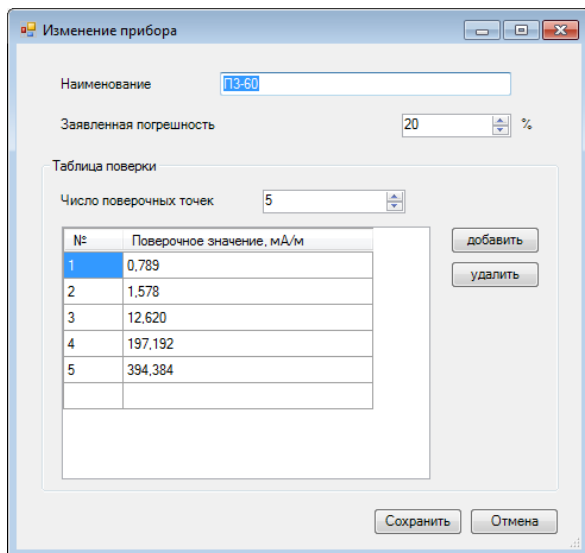 Изменение прибора
Наименование ПЗ-60
Заявленная погрешность 20 %
Таблица поверки
Число поверочных точек 5
№ Поверочное значение, мА/м добавить
1 0,789
удалить
2 1,578
3 12,620
4 197,192
5 394,384
Сохранить Отмена